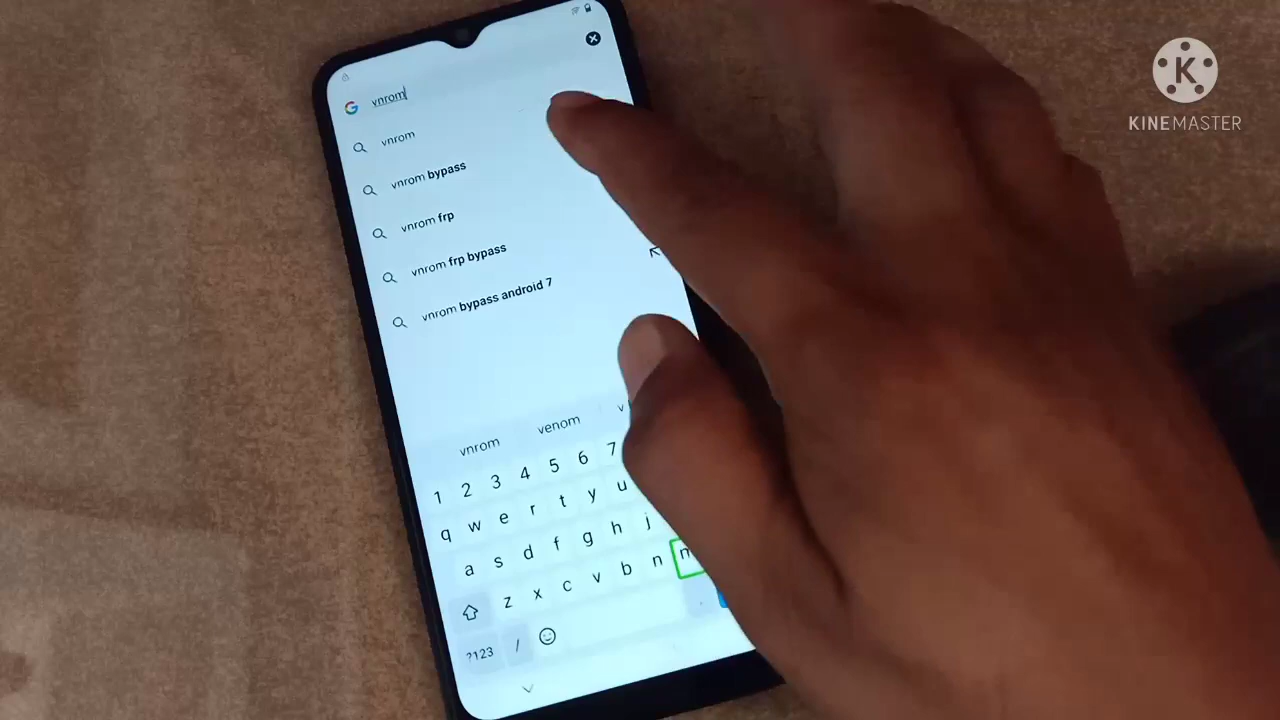 vnrom
vnrom
vnrom bypass
vnrom frp
vnrom frp bypass
vnrom bypass android 7
vnrom venom v
1 2 3 4 5 6 7
q w e r t y u
a s d f g h j
z x c v b n m
?123 / .
K
KINEMASTER